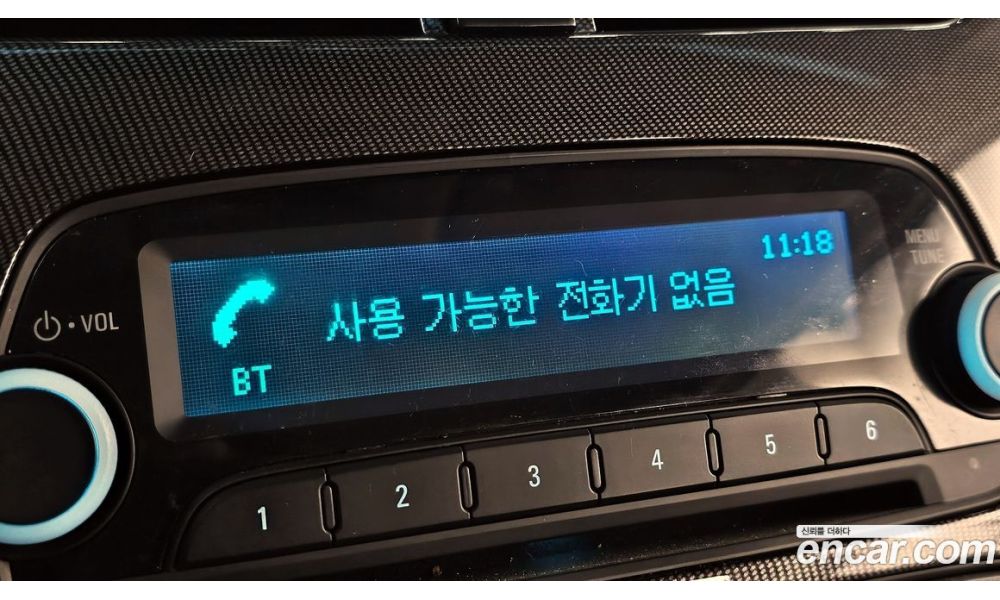 11:18
MENU
TUNE
사용 가능한 전화기 없음
VOL
BT
1 2 3 4 5 6
신뢰를 더하다
encar.com